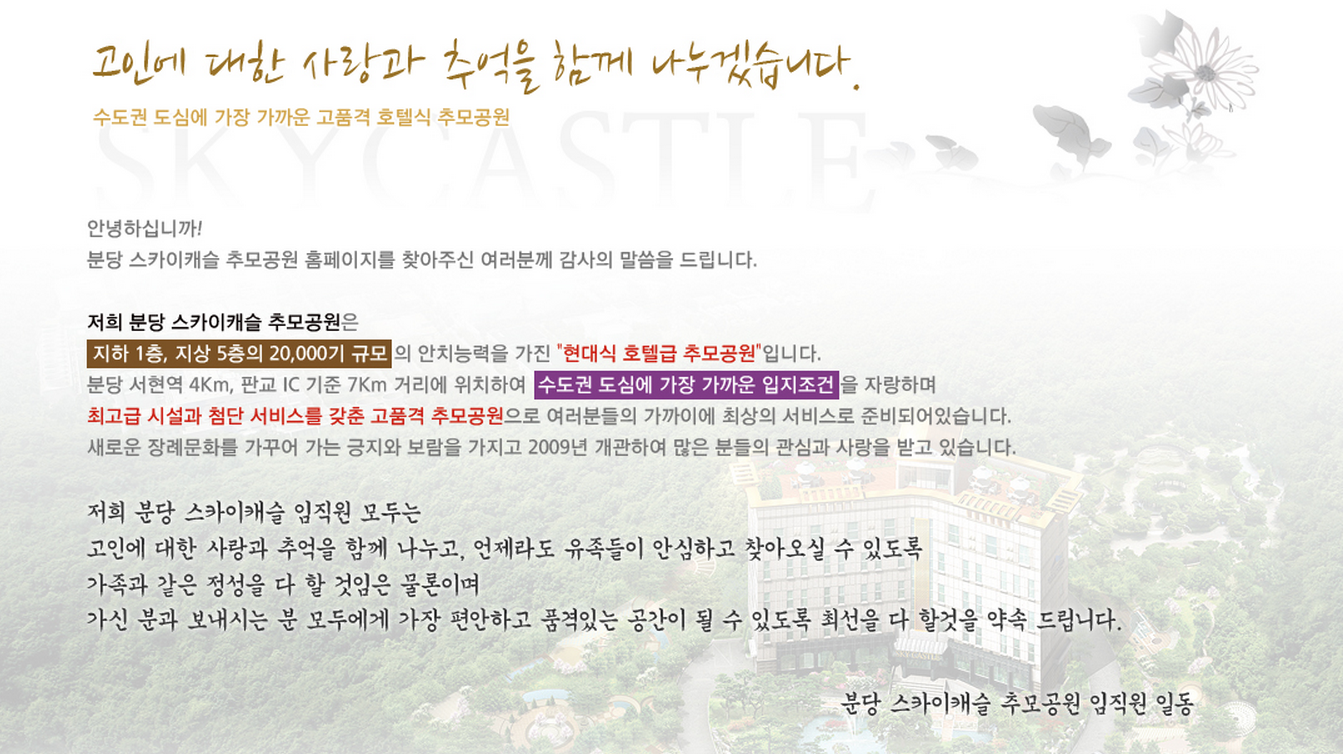 고인에 대한 사랑과 추억을 함께 나누겠습니다.
수도권 도심에 가장 가까운 고품격 호텔식 추모공원
SKYCASTLE
안녕하십니까!
분당 스카이캐슬 추모공원 홈페이지를 찾아주신 여러분께 감사의 말씀을 드립니다.
저희 분당 스카이캐슬 추모공원은
지하 1층, 지상 5층의 20,000기 규모의 안치능력을 가진 "현대식 호텔급 추모공원"입니다.
분당 서현역 4Km, 판교 IC 기준 7Km 거리에 위치하여 수도권 도심에 가장 가까운 입지조건을 자랑하며
최고급 시설과 첨단 서비스를 갖춘 고품격 추모공원으로 여러분들의 가까이에 최상의 서비스로 준비되어있습니다.
새로운 장례문화를 가꾸어 가는 긍지와 보람을 가지고 2009년 개관하여 많은 분들의 관심과 사랑을 받고 있습니다.
저희 분당 스카이캐슬 임직원 모두는
고인에 대한 사랑과 추억을 함께 나누고, 언제라도 유족들이 안심하고 찾아오실 수 있도록
가족과 같은 정성을 다 할 것임은 물론이며
가신 분과 보내시는 분 모두에게 가장 편안하고 품격있는 공간이 될 수 있도록 최선을 다 할것을 약속 드립니다.
분당 스카이캐슬 추모공원 임직원 일동